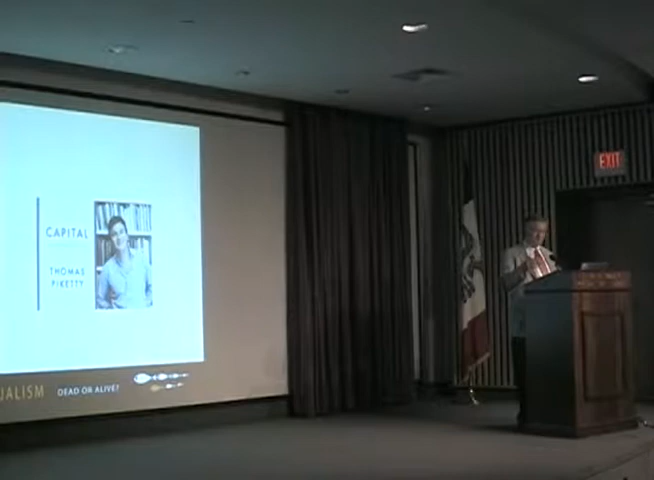 CAPITAL
THOMAS
PIKETTY
UALISM DEAD OR ALIVE?
EXIT